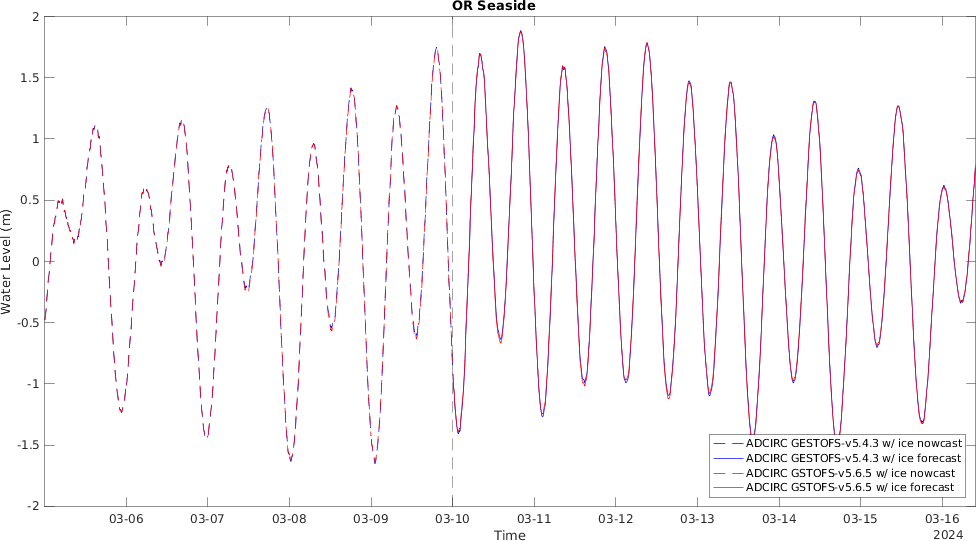 OR Seaside
2
1.5
1
0.5
0
-0.5
-1
-1.5
-2
Water Level (m)
03-06 03-07 03-08 03-09 03-10 03-11 03-12 03-13 03-14 03-15 03-16
Time
2024
ADCIRC GESTOFS-v5.4.3 w/ ice nowcast
ADCIRC GESTOFS-v5.4.3 w/ ice forecast
ADCIRC GSTOFS-v5.6.5 w/ ice nowcast
ADCIRC GSTOFS-v5.6.5 w/ ice forecast